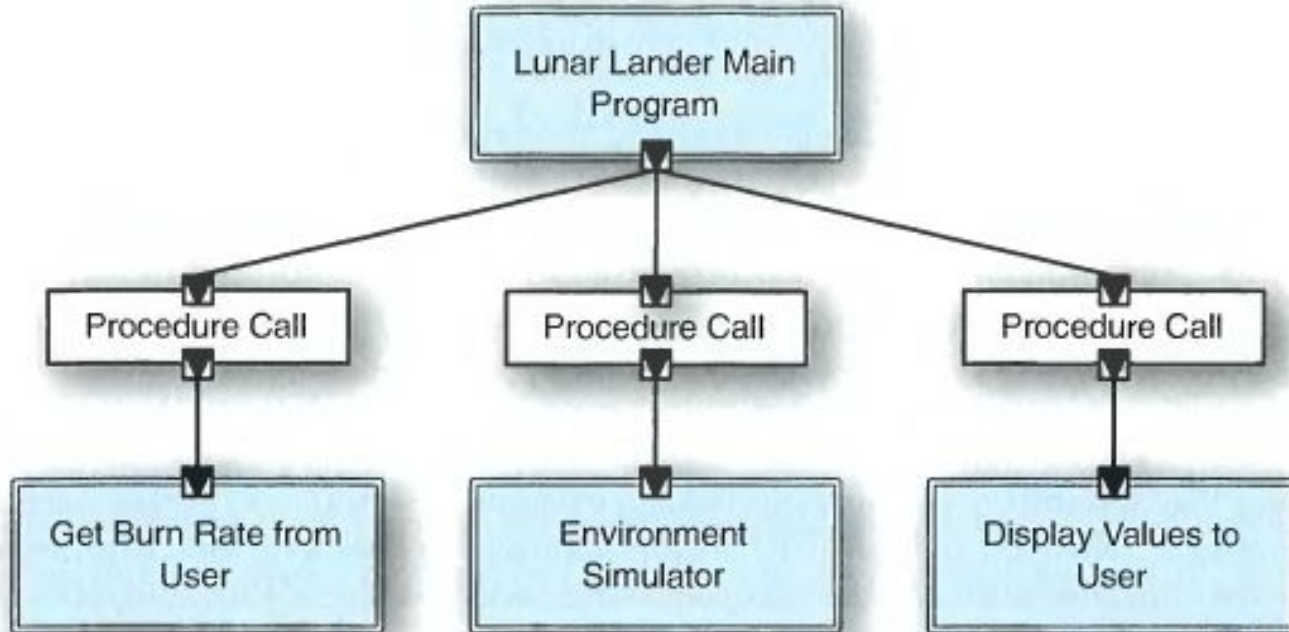 Lunar Lander Main
Program
Procedure Call
Procedure Call
Procedure Call
Get Burn Rate from
User
Environment
Simulator
Display Values to
User